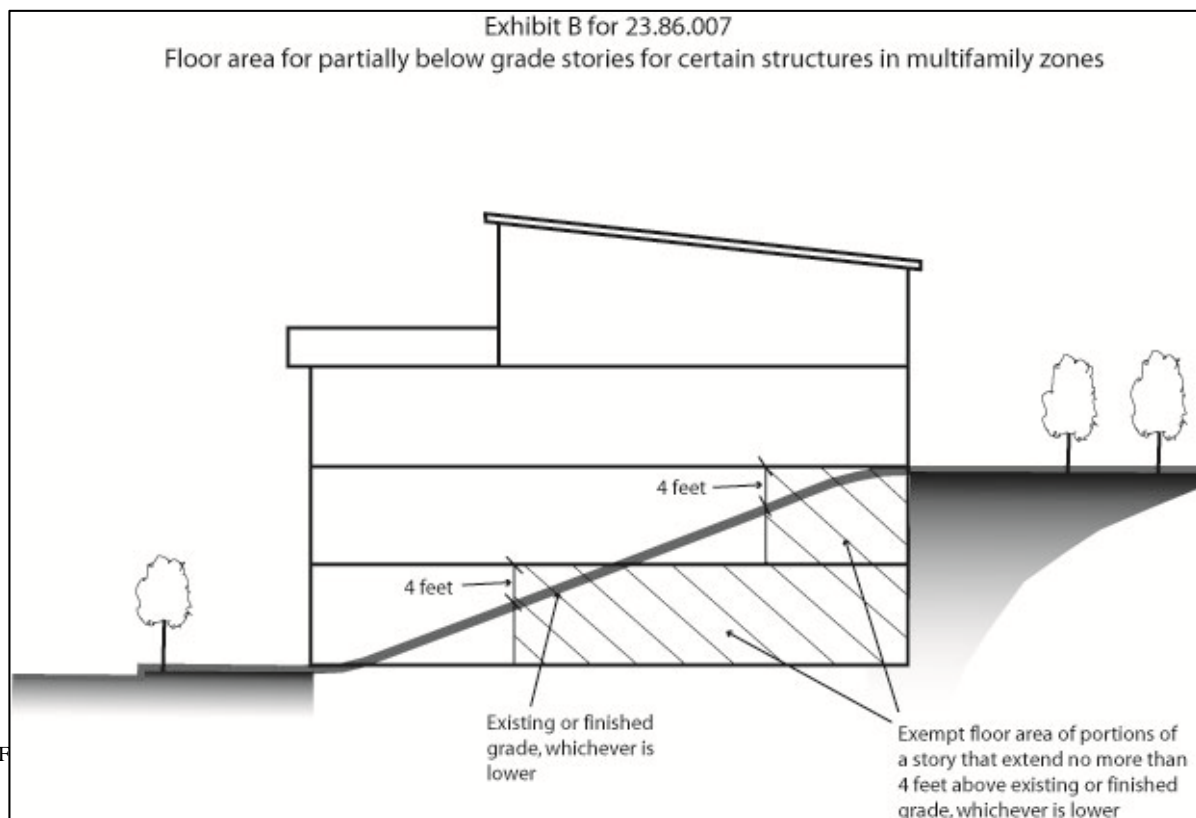 Exhibit B for 23.86.007
Floor area for partially below grade stories for certain structures in multifamily zones
4 feet
4 feet
Existing or finished
grade, whichever is
lower
Exempt floor area of portions of
a story that extend no more than
4 feet above existing or finished
grade, whichever is lower
F